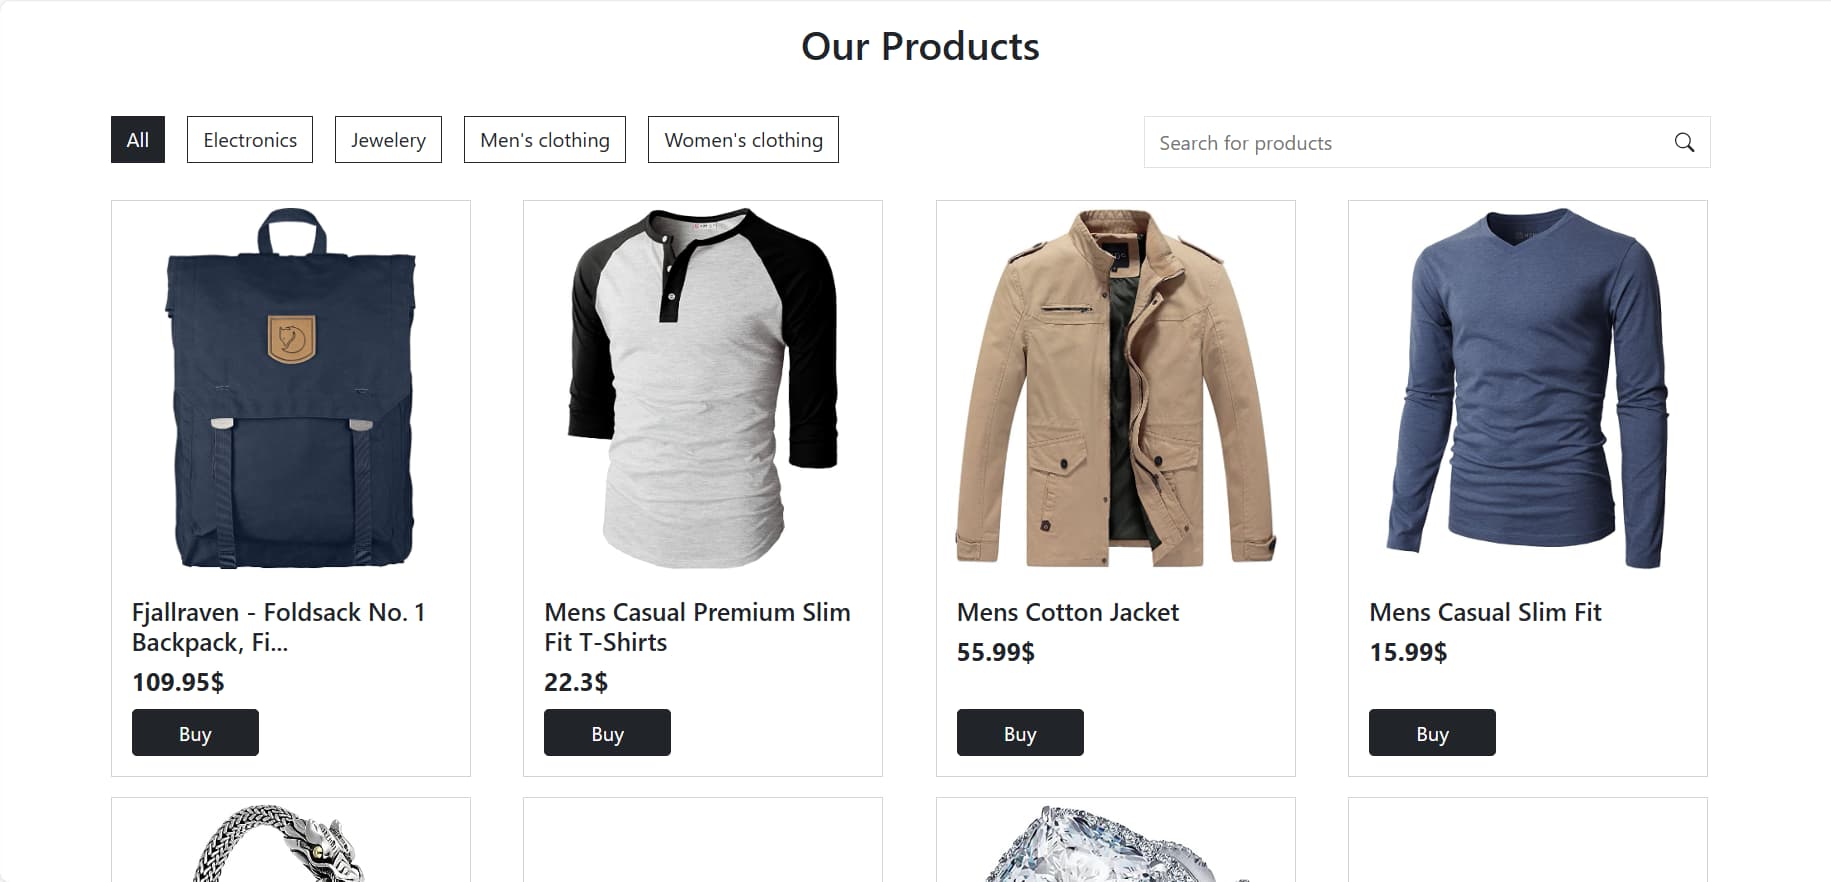 Our Products
All
Electronics
Jewelery
Men's clothing
Women's clothing
Search for products
Fjallraven - Foldsack No. 1
Backpack, Fi...
109.95$
Buy
Mens Casual Premium Slim
Fit T-Shirts
22.3$
Buy
Mens Cotton Jacket
55.99$
Buy
Mens Casual Slim Fit
15.99$
Buy